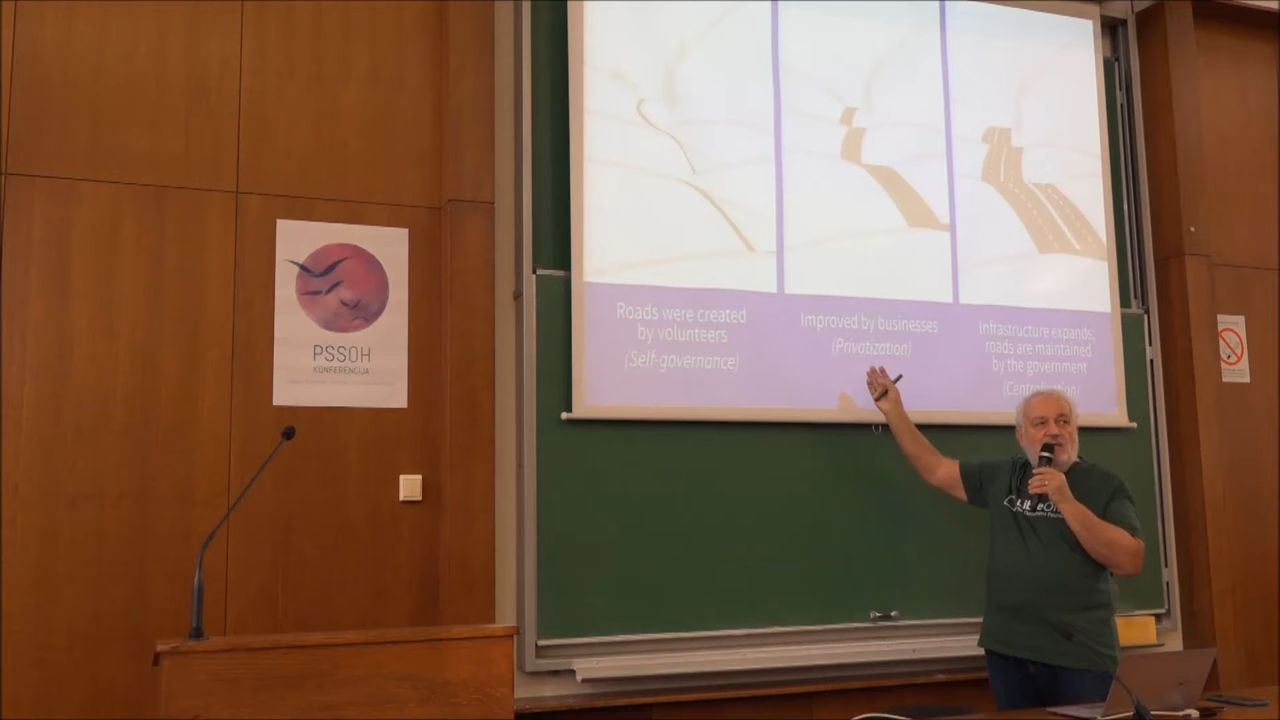 PSSOH
KONFERENCIJA
Roads were created
by volunteers
(Self-governance)
Improved by businesses
(Privatization)
Infrastructure expands;
roads are maintained
by the government